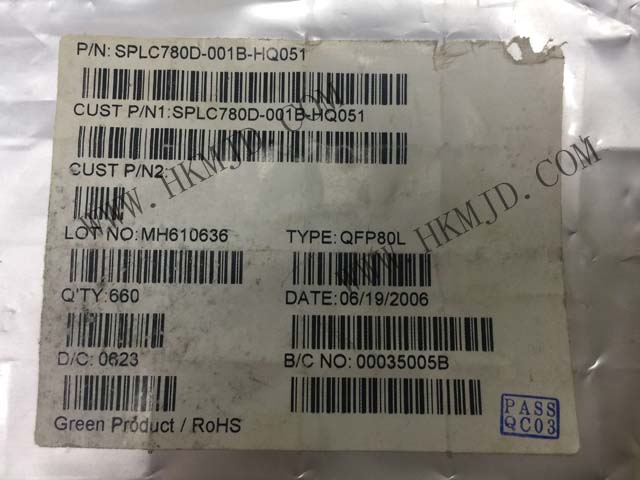 P/N: SPLC780D-001B-HQ051
CUST P/N1:SPLC780D-001B-HQ051
CUST P/N2:
LOT NO: MH610636 TYPE: QFP80L
Q'TY: 660 DATE: 06/19/2006
D/C: 0623 B/C NO: 00035005B
Green Product / RoHS
PASS
QC03
WWW.HKMJD.COM
WWW.HKMJD.COM